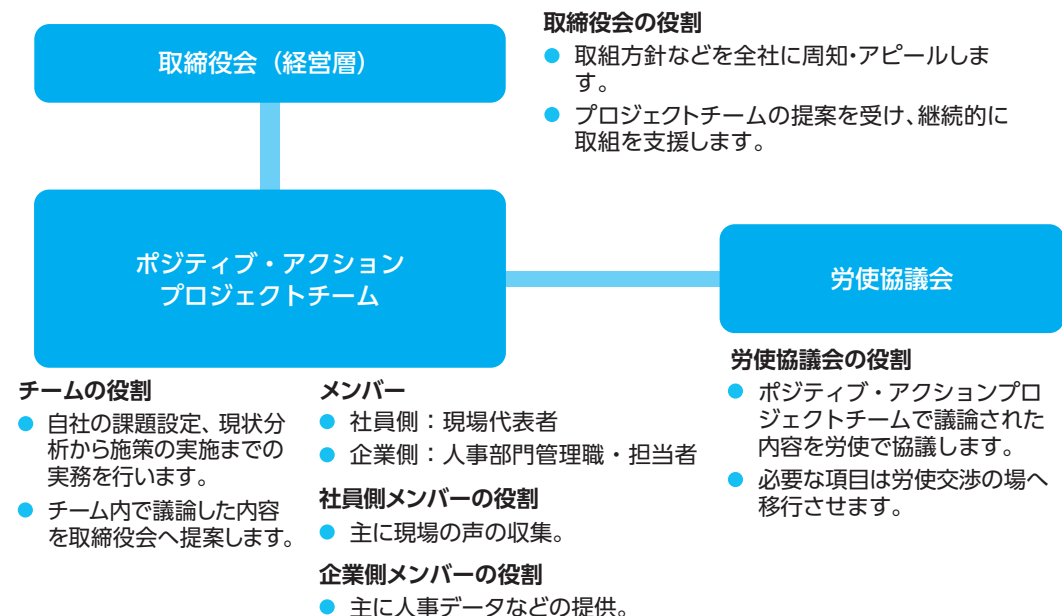 取締役会（経営層）
取締役会の役割
● 取組方針などを全社に周知・アピールしま
す。
● プロジェクトチームの提案を受け、継続的に
取組を支援します。
ポジティブ・アクション
プロジェクトチーム
労使協議会
チームの役割
● 自社の課題設定、現状分
析から施策の実施までの
実務を行います。
● チーム内で議論した内容
を取締役会へ提案します。
メンバー
● 社員側：現場代表者
● 企業側：人事部門管理職・担当者
社員側メンバーの役割
● 主に現場の声の収集。
企業側メンバーの役割
● 主に人事データなどの提供。
労使協議会の役割
● ポジティブ・アクションプロ
ジェクトチームで議論された
内容を労使で協議します。
● 必要な項目は労使交渉の場へ
移行させます。